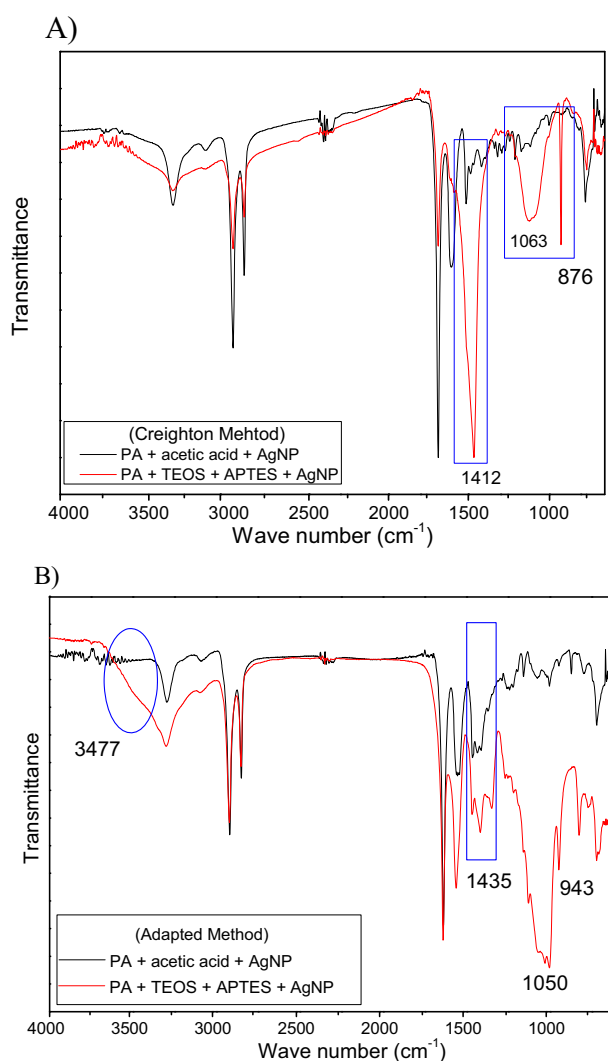 A)
Transmittance
1063
876
1412
(Creighton Mehtod)
PA + acetic acid + AgNP
PA + TEOS + APTES + AgNP
4000 3500 3000 2500 2000 1500 1000
Wave number (cm⁻¹)
B)
Transmittance
3477
1435
943
1050
(Adapted Method)
PA + acetic acid + AgNP
PA + TEOS + APTES + AgNP
4000 3500 3000 2500 2000 1500 1000
Wave number (cm⁻¹)